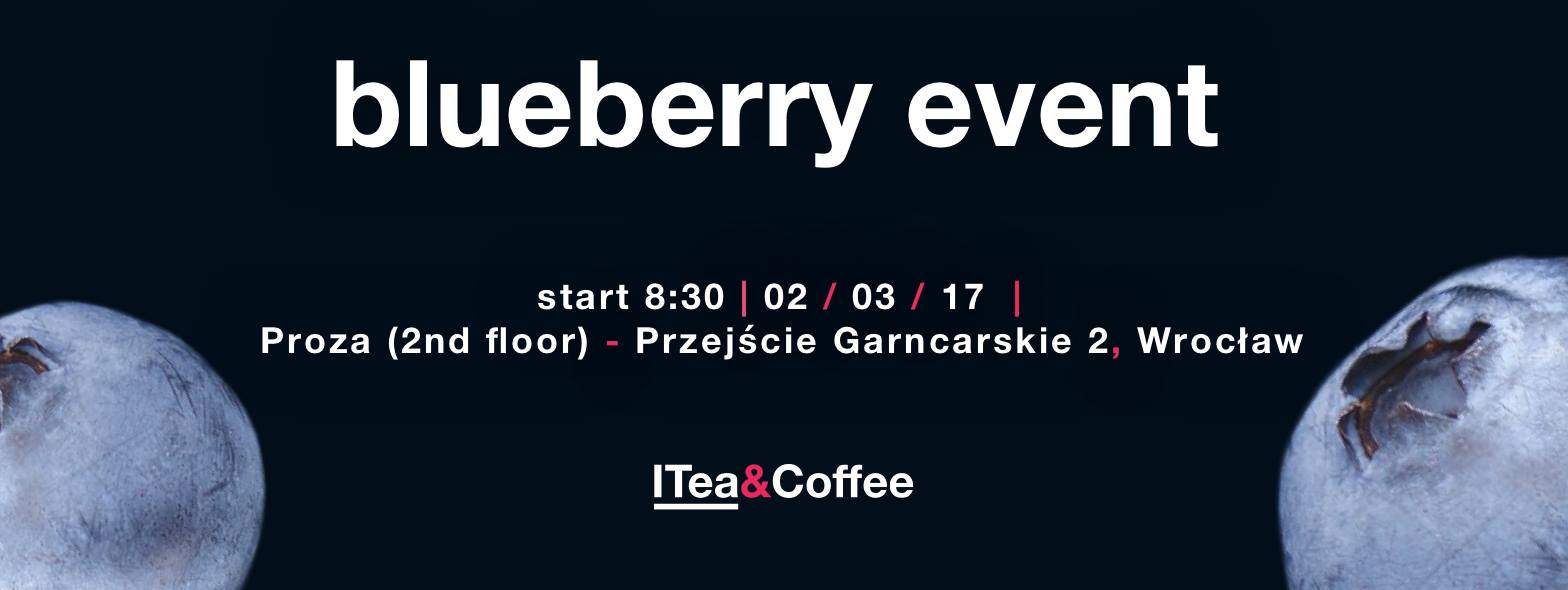 blueberry event
start 8:30 | 02 / 03 / 17 |
Proza (2nd floor) - Przejście Garncarskie 2, Wrocław
ITea&Coffee